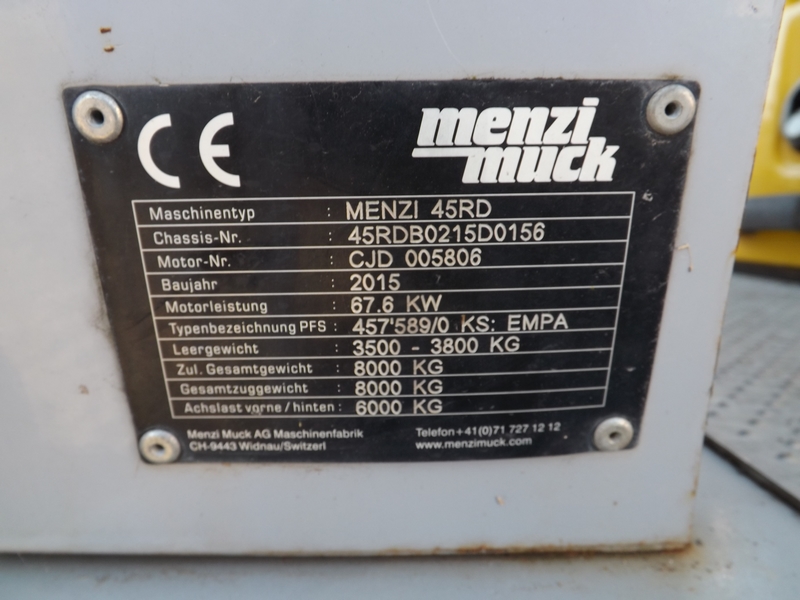 CE
menzi
muck
Maschinentyp : MENZI 45RD
Chassis-Nr. : 45RDB0215D0156
Motor-Nr. : CJD 005806
Baujahr : 2015
Motorleistung : 67.6 KW
Typenbezeichnung PFS : 457'589/0 KS: EMPA
Leergewicht : 3500 - 3800 KG
Zul. Gesamtgewicht : 8000 KG
Gesamtzuggewicht : 8000 KG
Achslast vorne / hinten : 6000 KG
Menzi Muck AG Maschinenfabrik Telefon +41(0)71 727 12 12
CH-9443 Widnau/Switzerl www.menzimuck.com